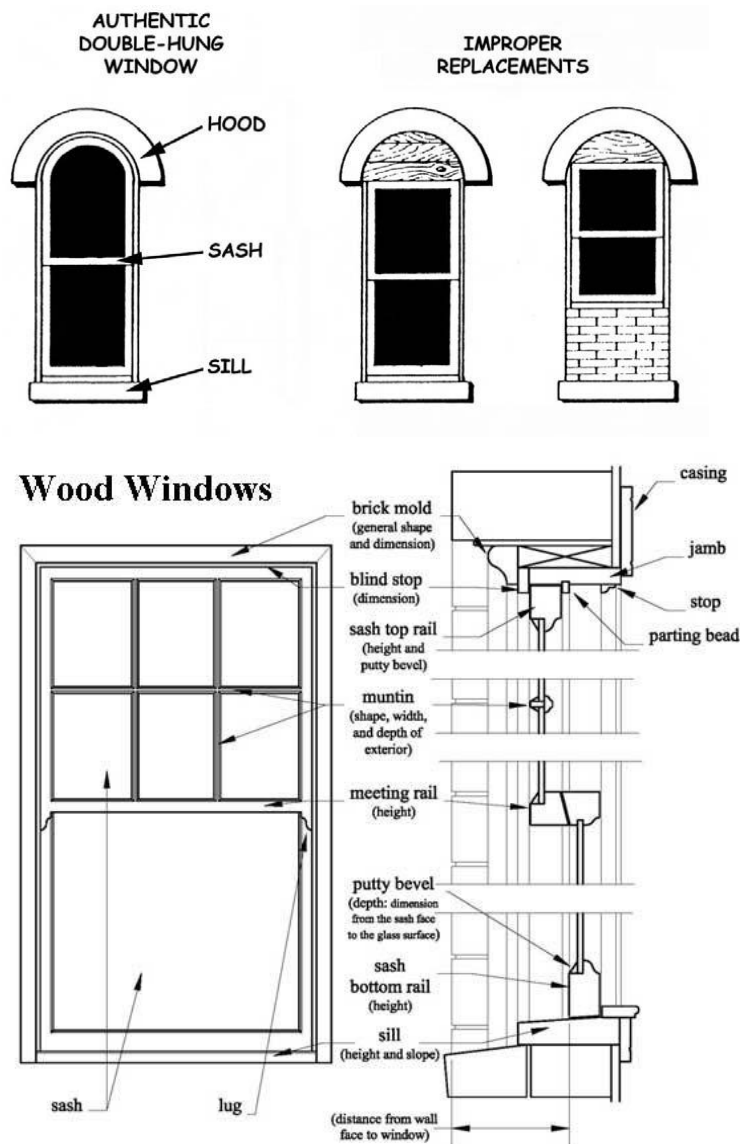 AUTHENTIC
DOUBLE-HUNG
WINDOW
IMPROPER
REPLACEMENTS
HOOD
SASH
SILL
Wood Windows
casing
brick mold
(general shape
and dimension)
jamb
blind stop
(dimension)
stop
sash top rail
(height and
putty bevel)
parting bead
muntin
(shape, width,
and depth of
exterior)
meeting rail
(height)
putty bevel
(depth: dimension
from the sash face
to the glass surface)
sash
bottom rail
(height)
sill
(height and slope)
sash
lug
(distance from wall
face to window)